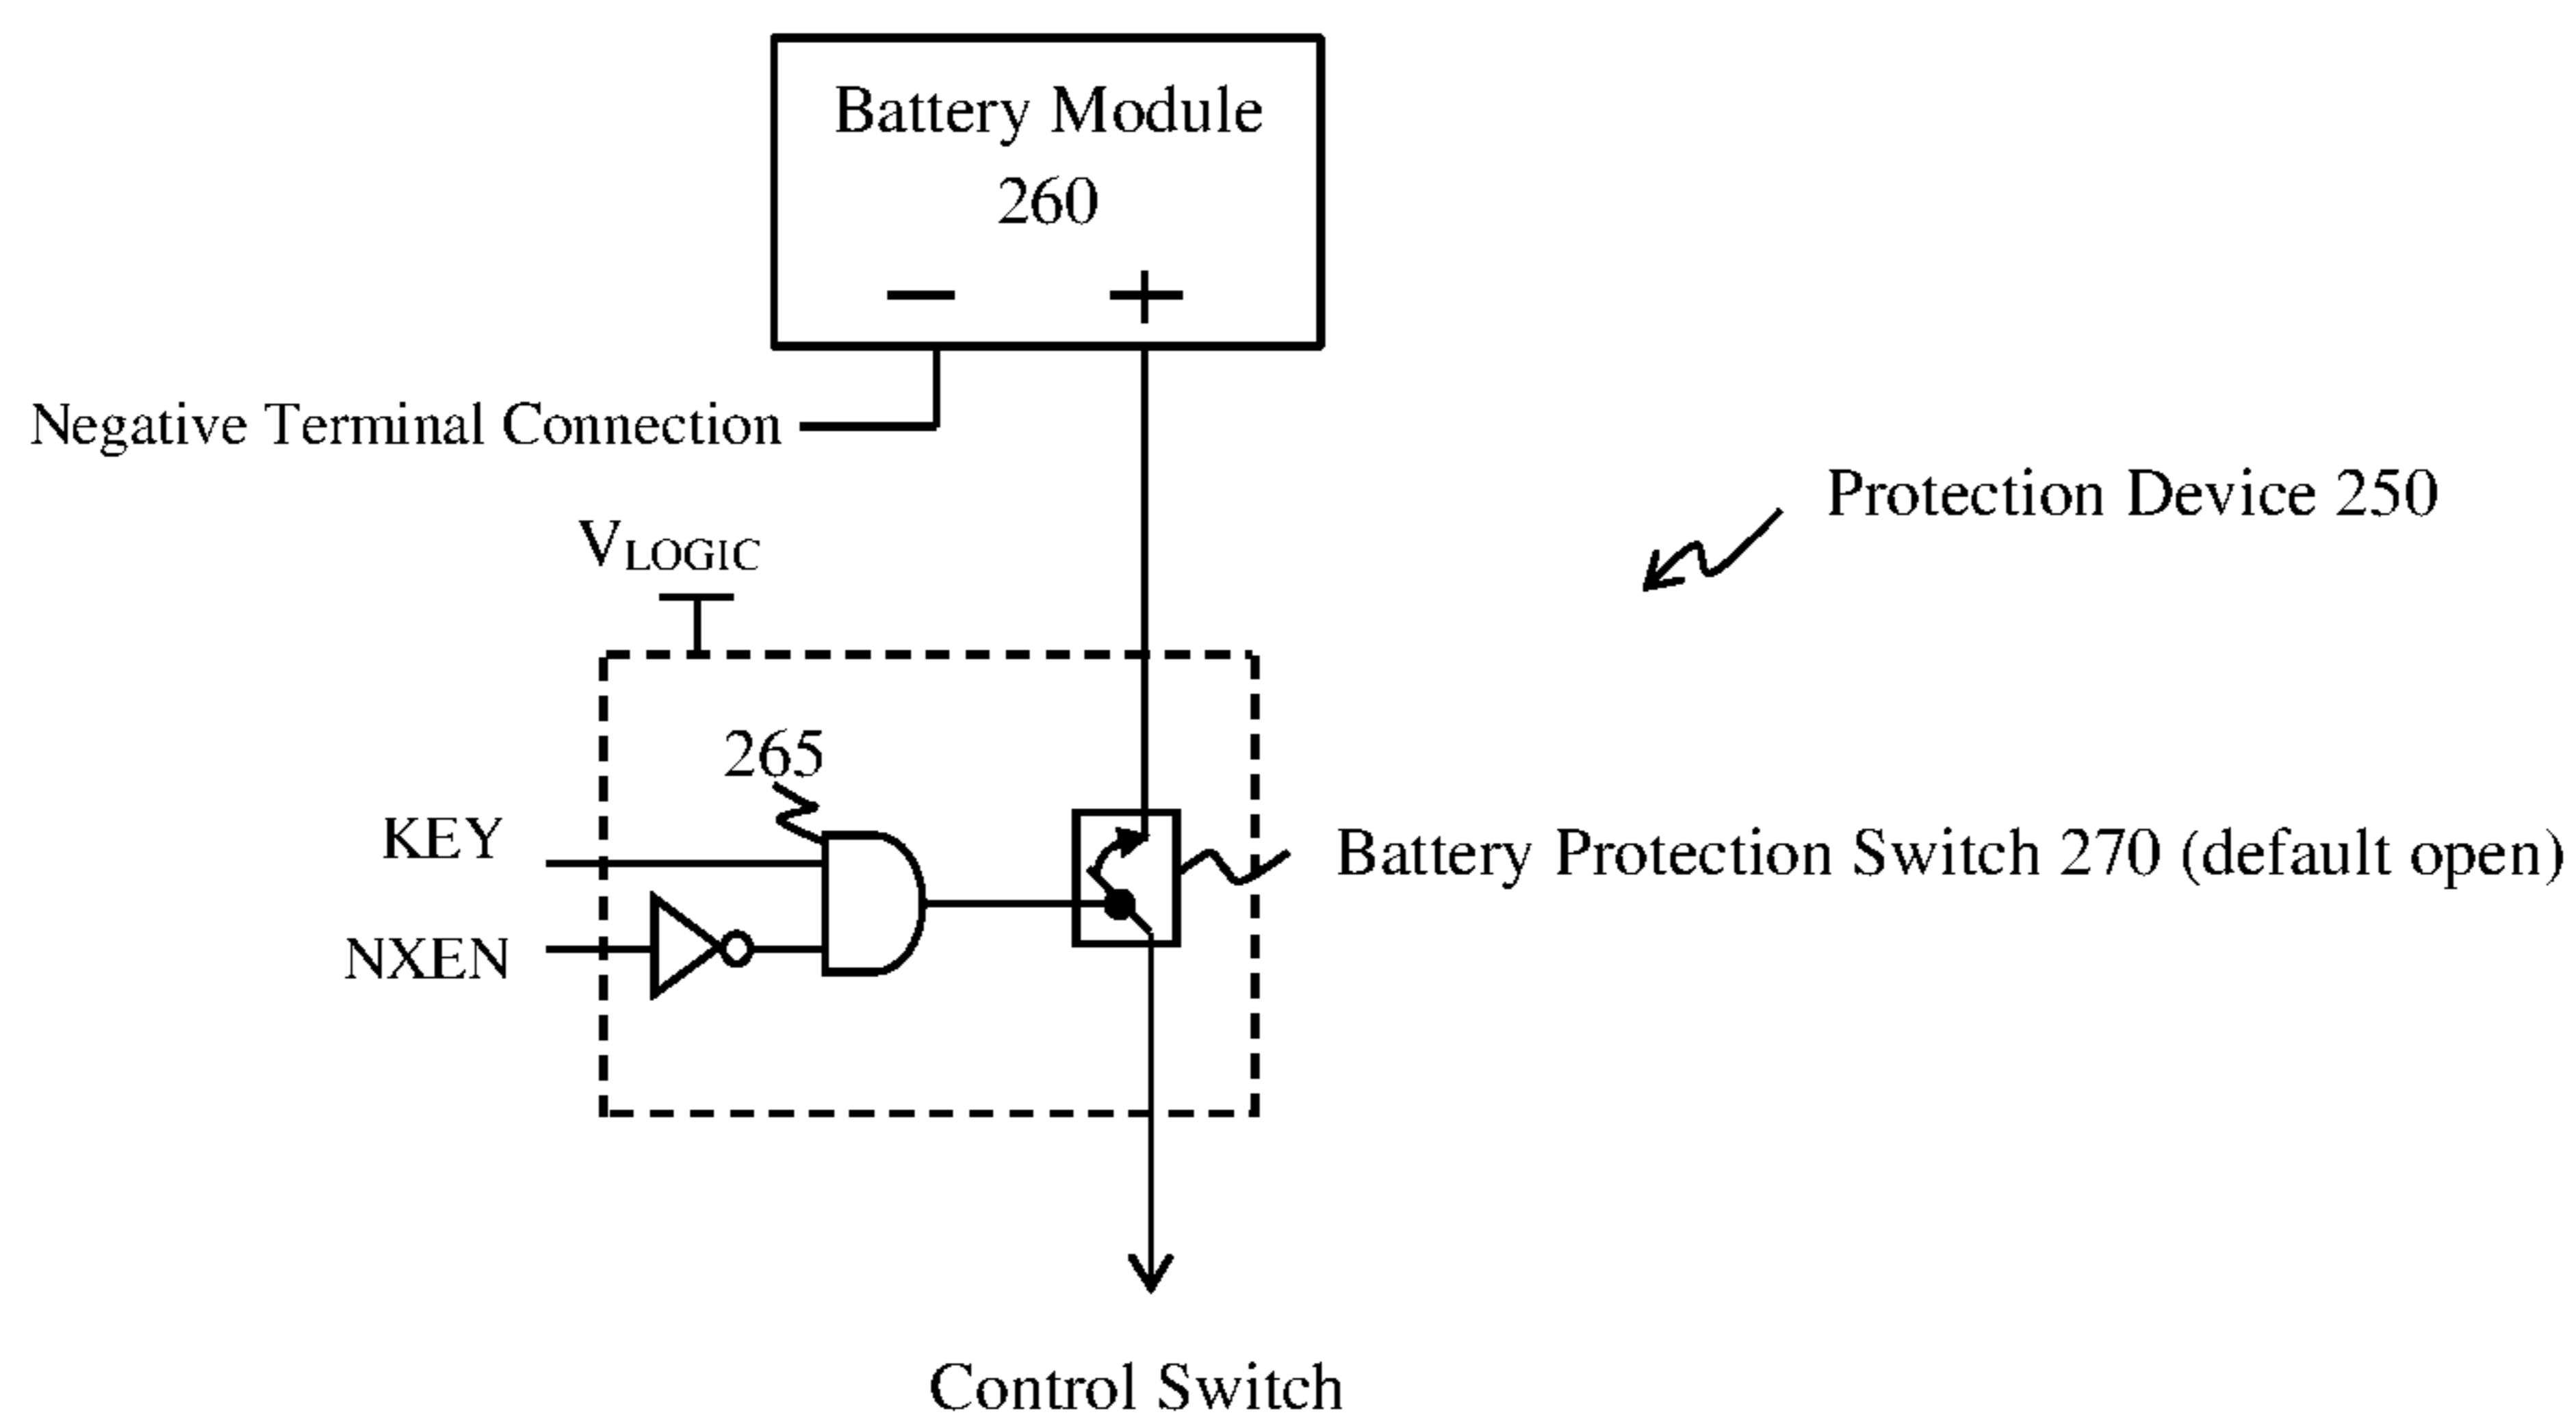 Battery Module
260
— +
Negative Terminal Connection
Protection Device 250
VLOGIC
265
KEY
Battery Protection Switch 270 (default open)
NXEN
Control Switch